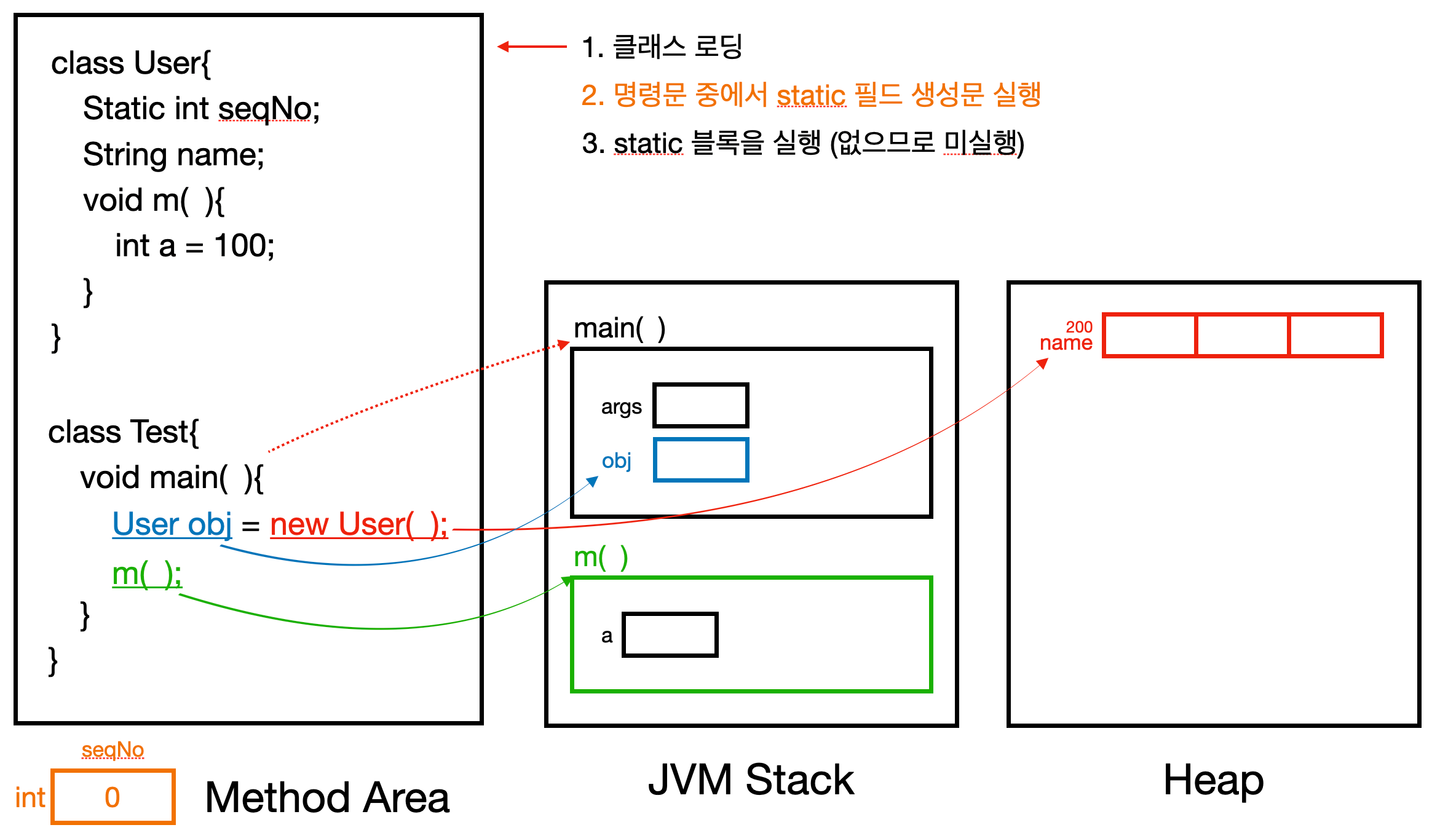 class User{
Static int seqNo;
String name;
void m( ){
int a = 100;
}
}
class Test{
void main( ){
User obj = new User( );
m( );
}
}
1. 클래스 로딩
2. 명령문 중에서 static 필드 생성문 실행
3. static 블록을 실행 (없으므로 미실행)
main( )
args
obj
m( )
a
200
name
seqNo
int 0
Method Area
JVM Stack
Heap